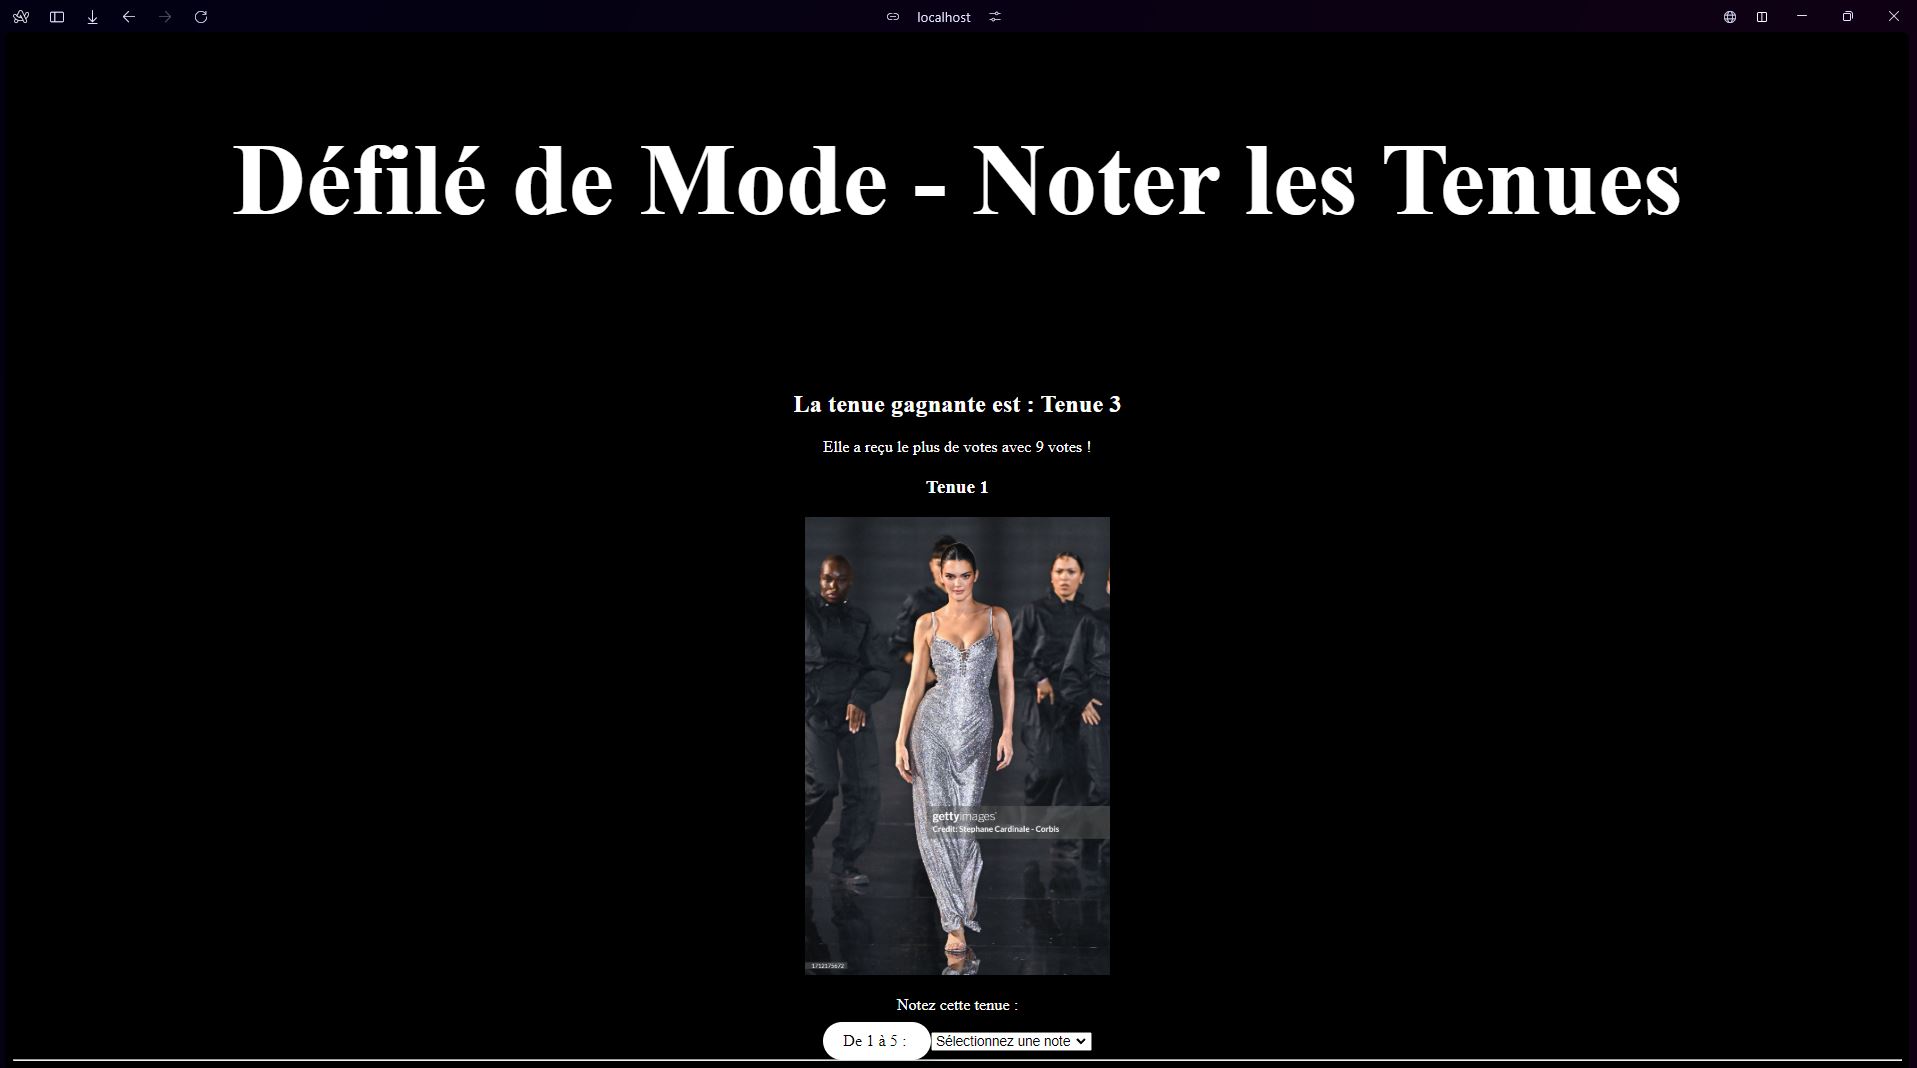 localhost
Défilé de Mode - Noter les Tenues
La tenue gagnante est : Tenue 3
Elle a reçu le plus de votes avec 9 votes !
Tenue 1
gettyimages
Credit: Stephane Cardinale - Corbis
1712175672
Notez cette tenue :
De 1 à 5 :
Sélectionnez une note